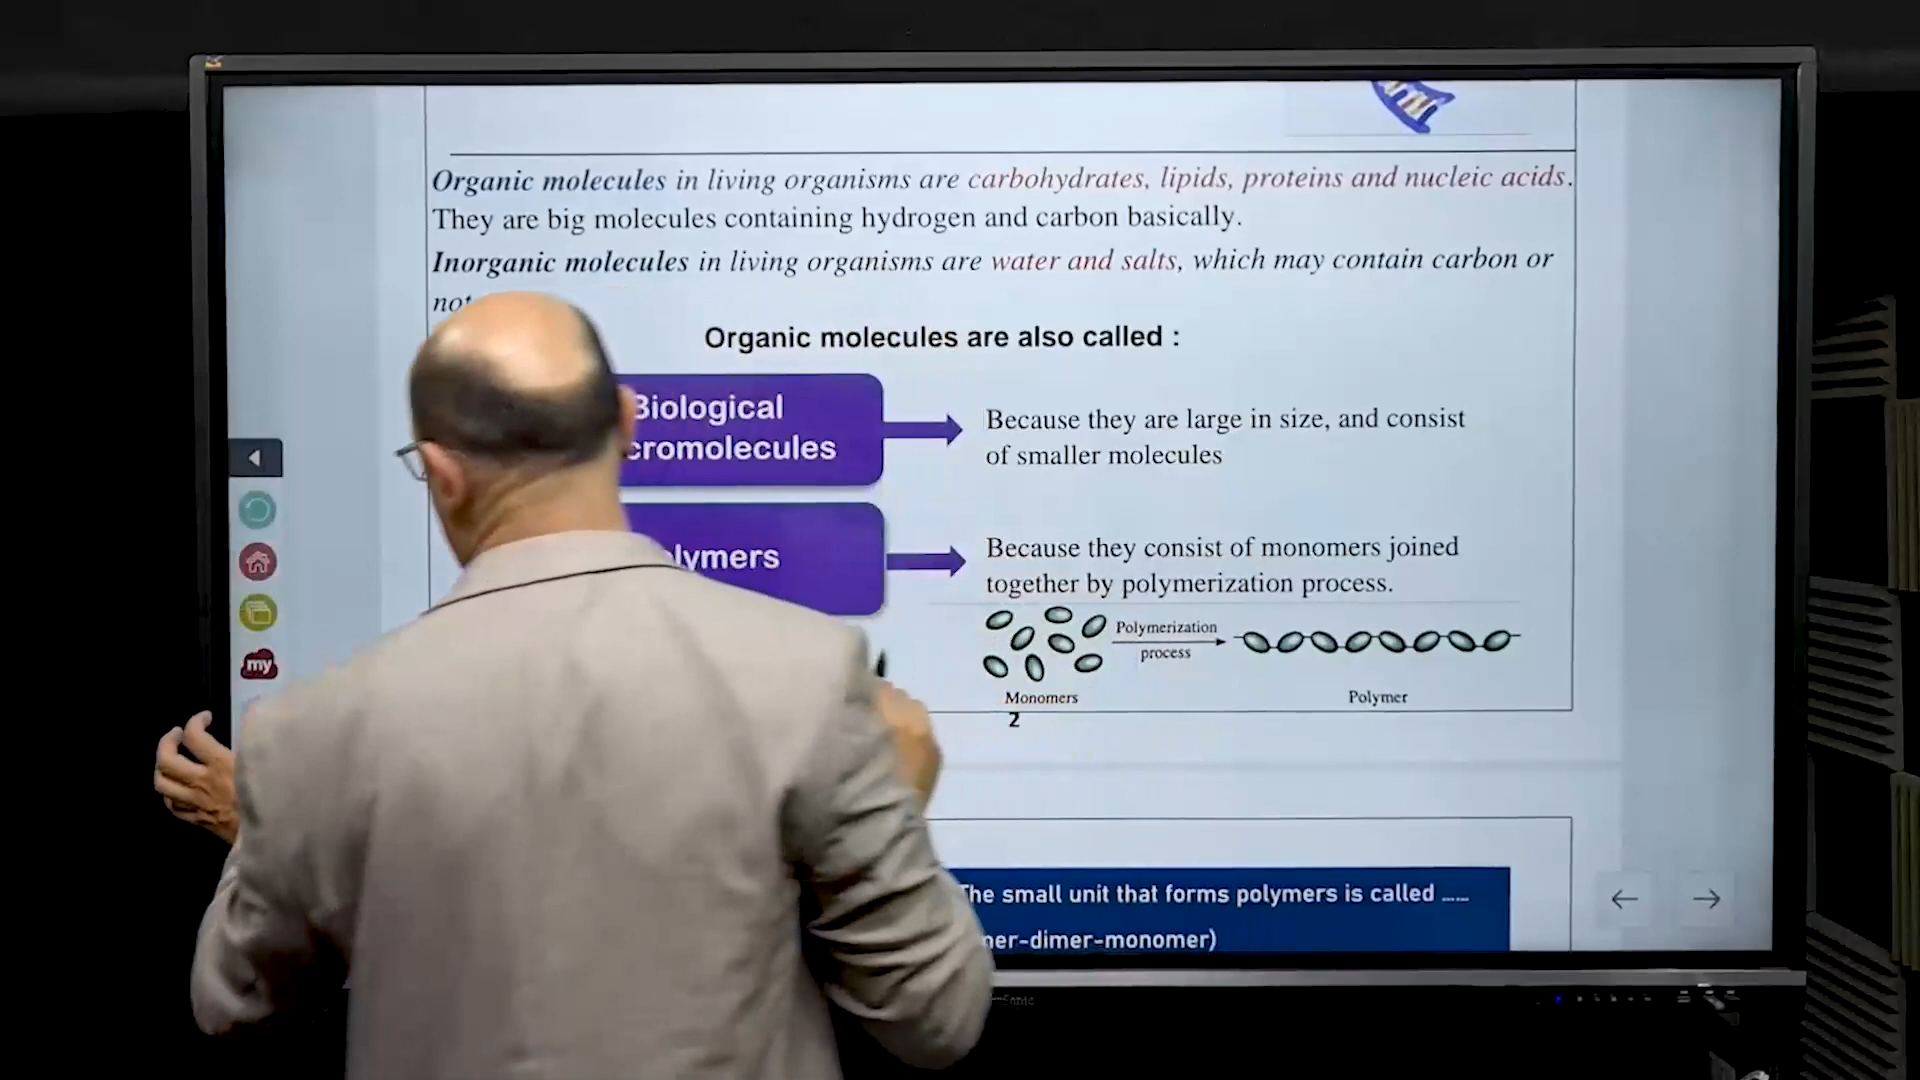 Organic molecules in living organisms are carbohydrates, lipids, proteins and nucleic acids.
They are big molecules containing hydrogen and carbon basically.
Inorganic molecules in living organisms are water and salts, which may contain carbon or
Organic molecules are also called :
Biological
cromolecules
Because they are large in size, and consist
of smaller molecules
lymers
Because they consist of monomers joined
together by polymerization process.
Polymerization
process
Monomers
Polymer
2
The small unit that forms polymers is called .....
mer-dimer-monomer)
my